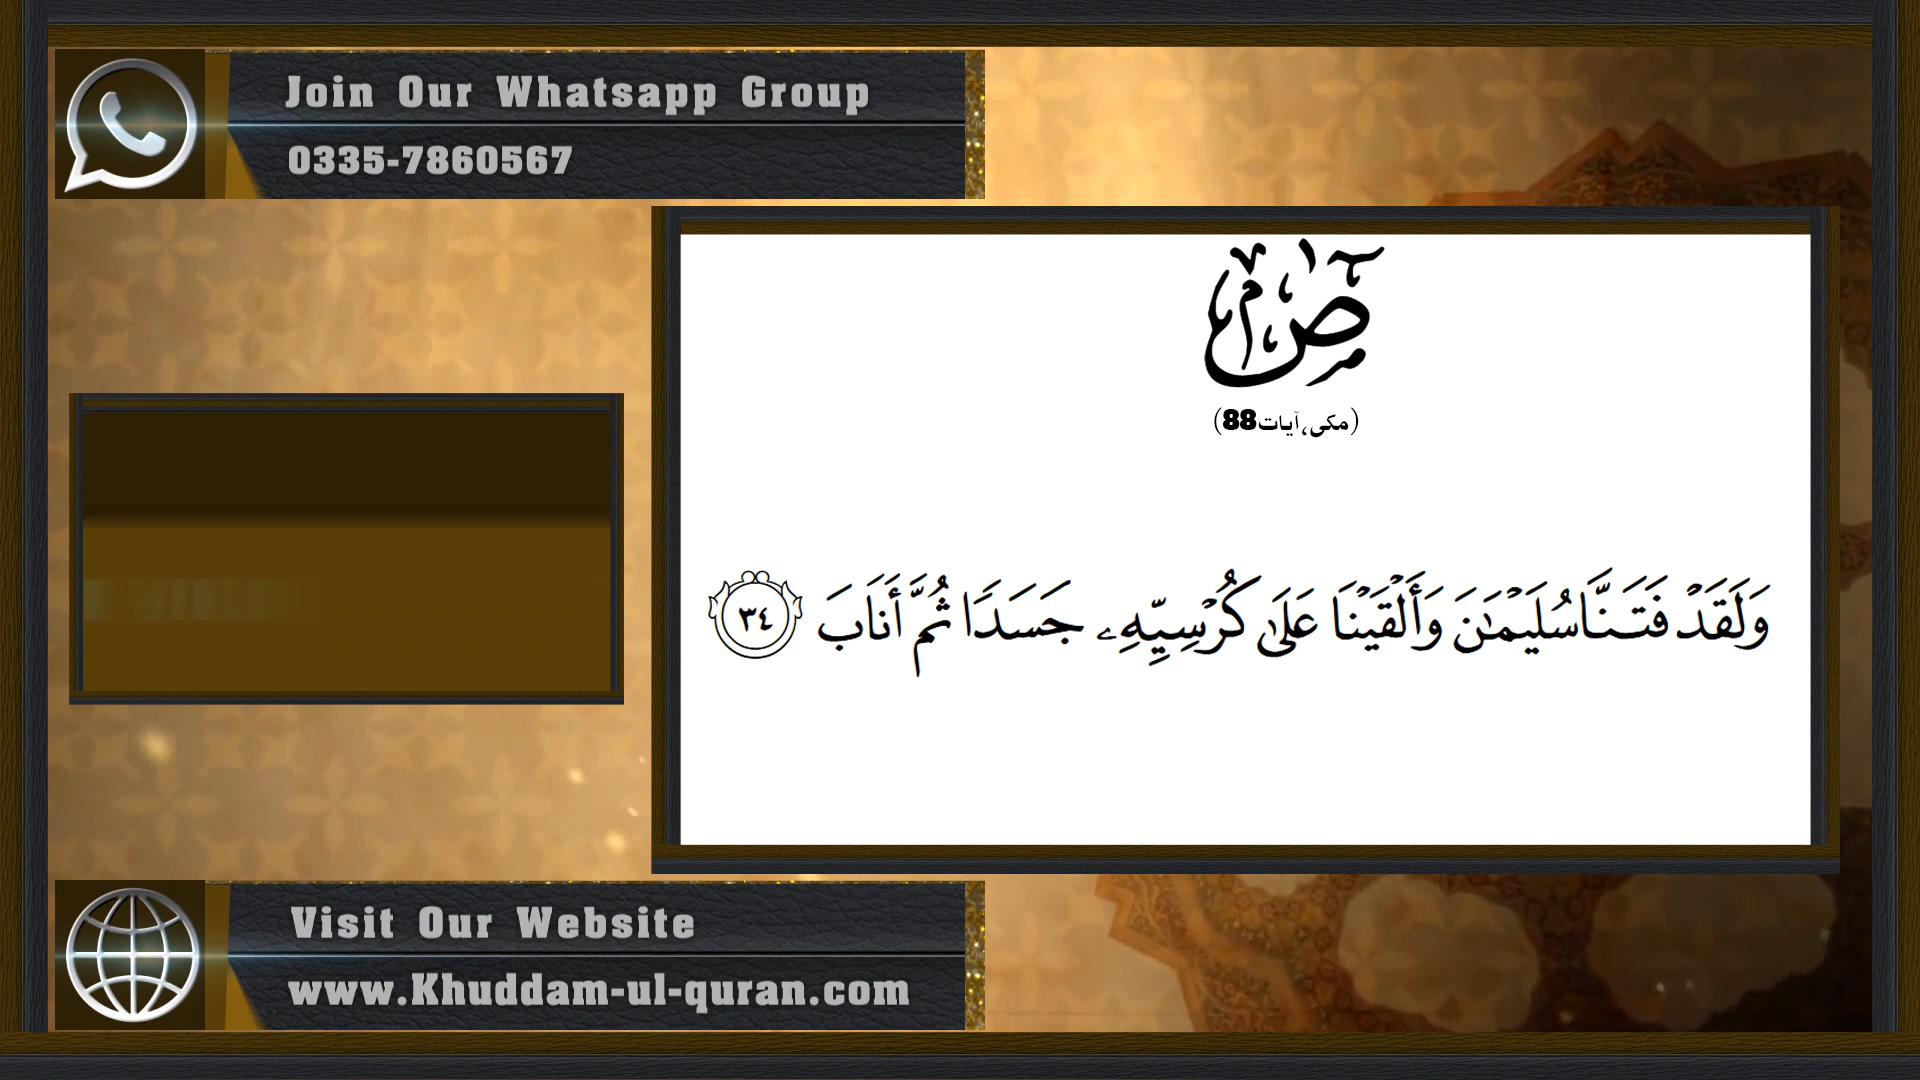 Join Our Whatsapp Group
0335-7860567
صٓ
(مکی، آیات 88)
وَلَقَدْ فَتَنَّا سُلَيْمَٰنَ وَأَلْقَيْنَا عَلَىٰ كُرْسِيِّهِۦ جَسَدًا ثُمَّ أَنَابَ ٣٤
Visit Our Website
www.Khuddam-ul-quran.com